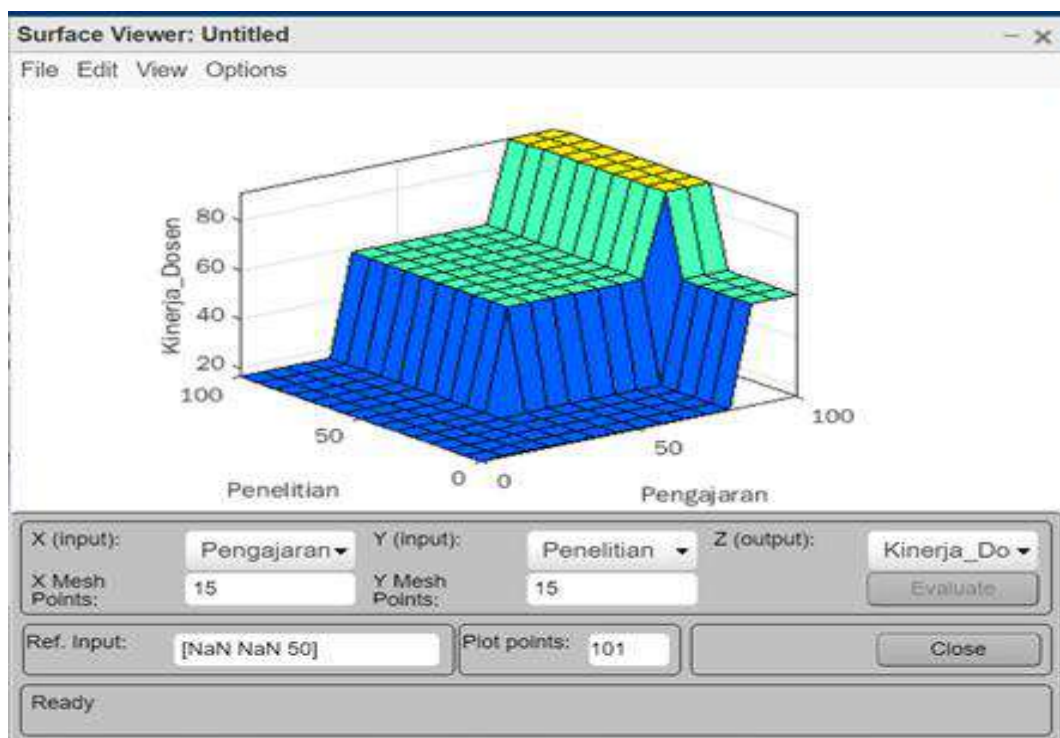 Surface Viewer: Untitled
File Edit View Options
Kinerja_Dosen
80
60
40
20
100
50
0
Penelitian
0
50
100
Pengajaran
X (input): Pengajaran Y (input): Penelitian Z (output): Kinerja_Do
X Mesh Points: 15 Y Mesh Points: 15 Evaluate
Ref. Input: [NaN NaN 50] Plot points: 101 Close
Ready